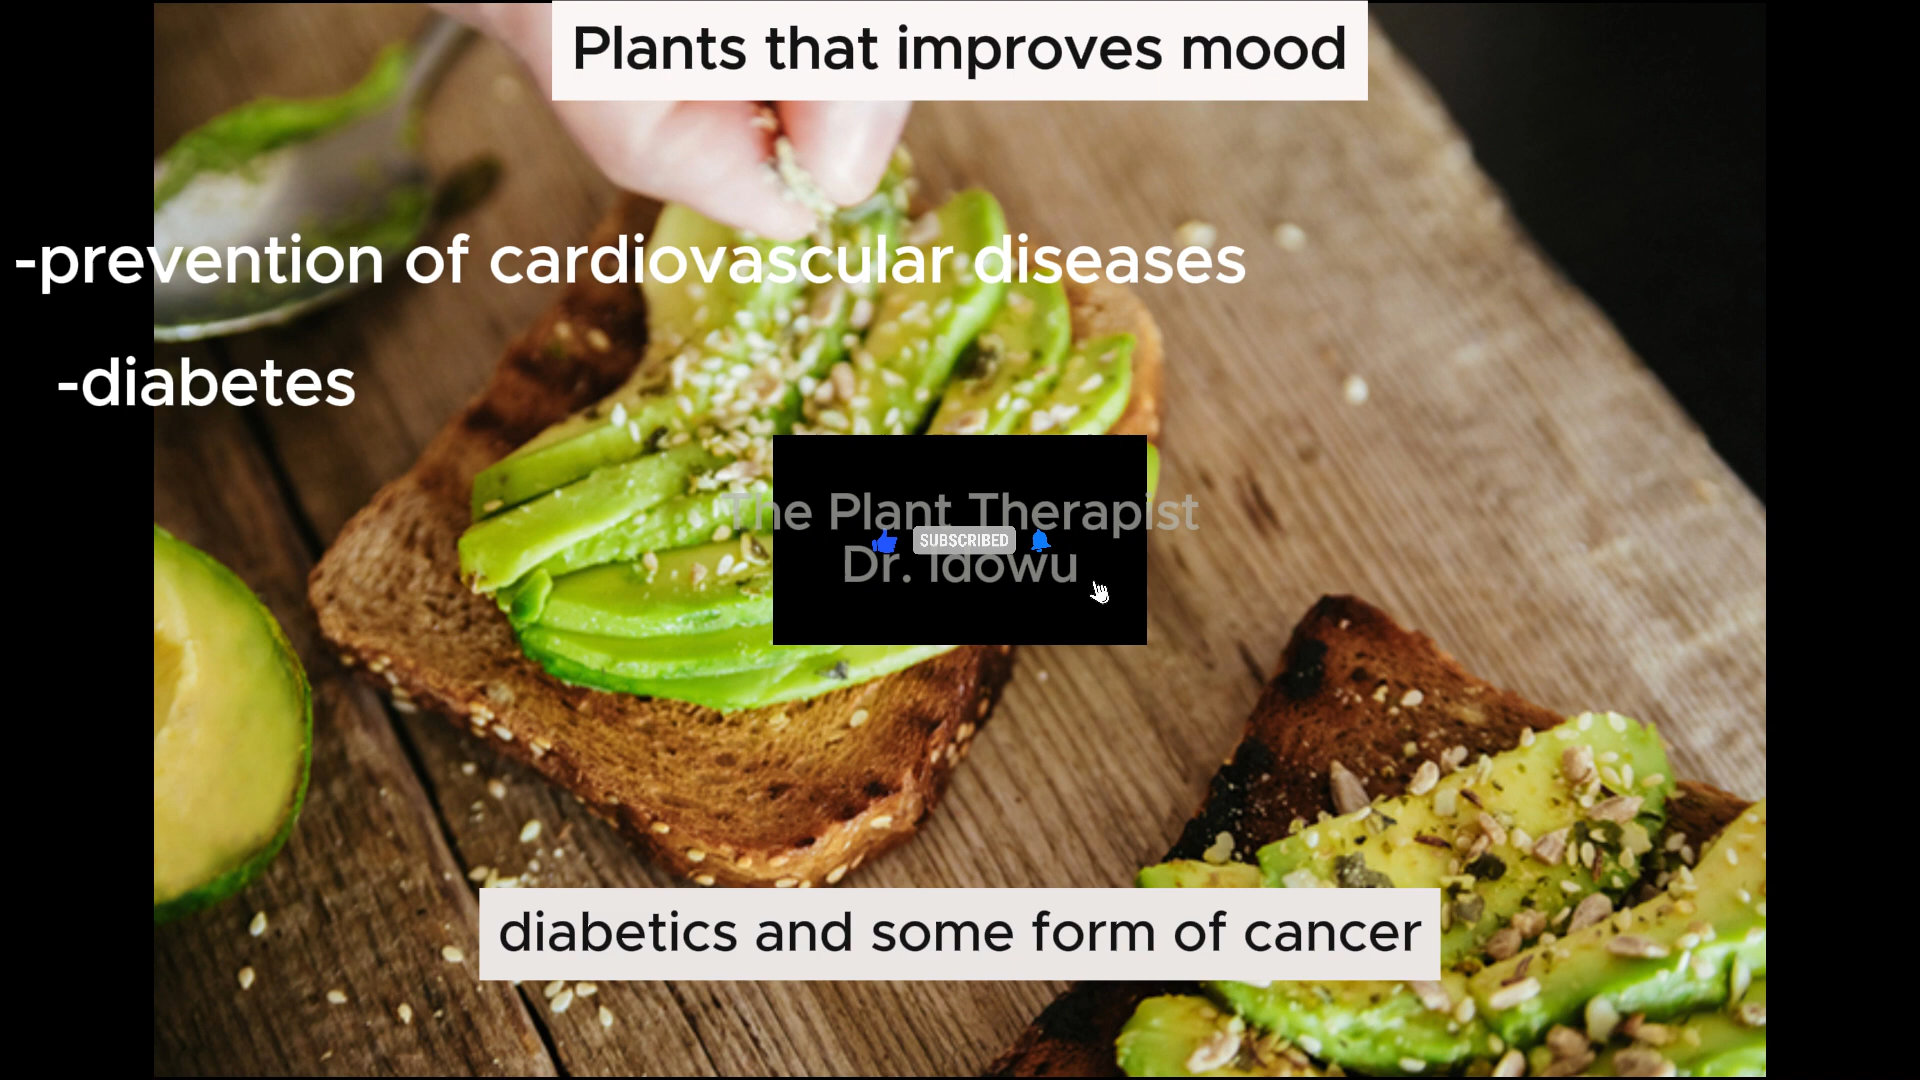 Plants that improves mood
-prevention of cardiovascular diseases
-diabetes
The Plant Therapist
SUBSCRIBED
Dr. Idowu
diabetics and some form of cancer